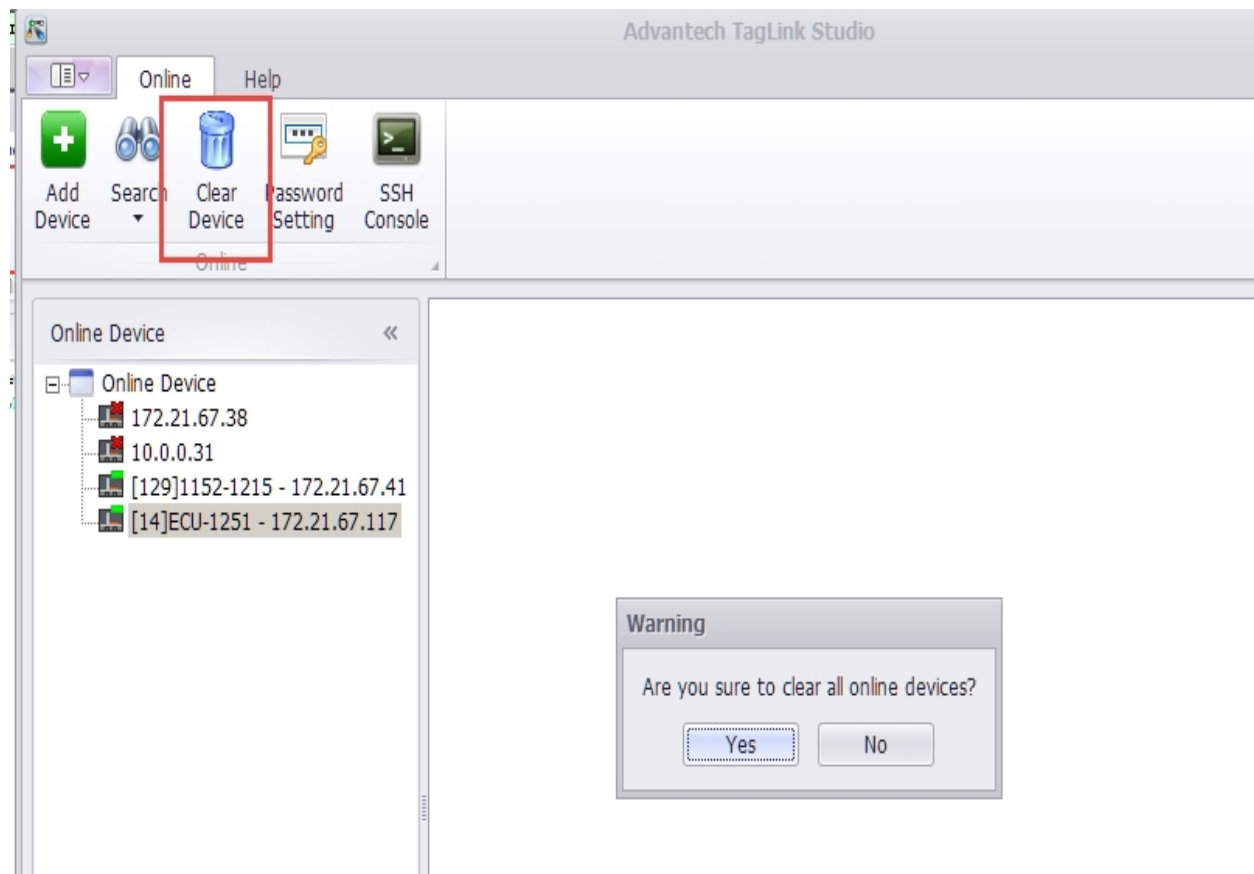 Advantech TagLink Studio
Online Help
Add Device
Search
Clear Device
Password Setting
SSH Console
Online
Online Device
Online Device
172.21.67.38
10.0.0.31
[129]1152-1215 - 172.21.67.41
[14]ECU-1251 - 172.21.67.117
Warning
Are you sure to clear all online devices?
Yes No